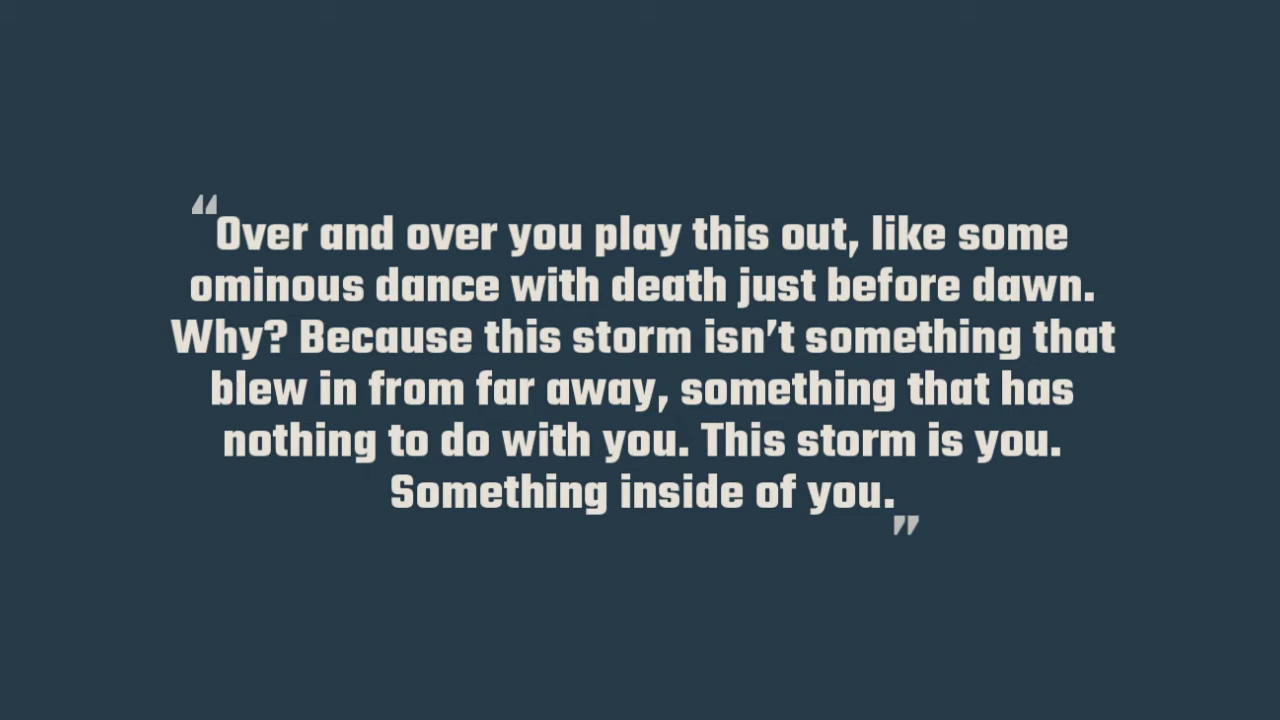 “Over and over you play this out, like some
ominous dance with death just before dawn.
Why? Because this storm isn’t something that
blew in from far away, something that has
nothing to do with you. This storm is you.
Something inside of you.”